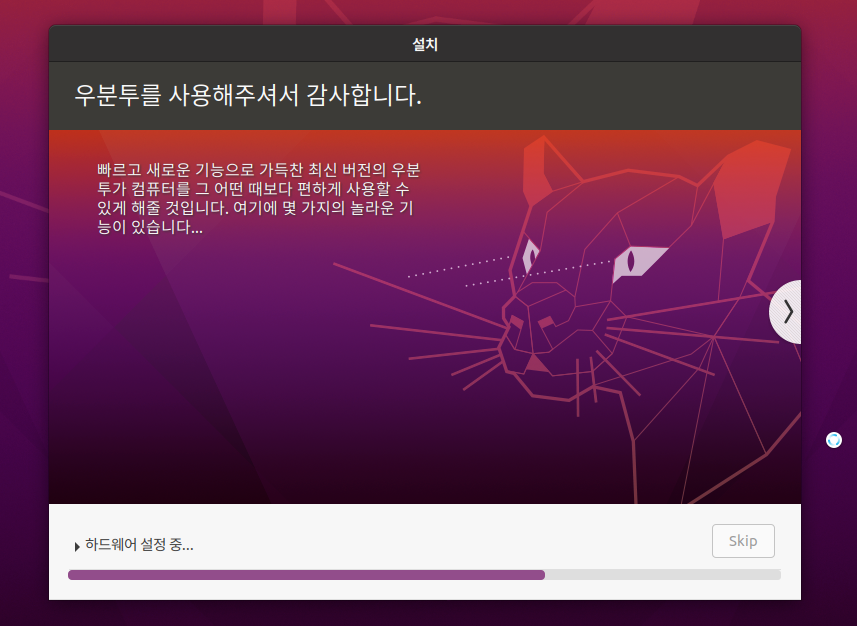 설치
우분투를 사용해주셔서 감사합니다.
빠르고 새로운 기능으로 가득찬 최신 버전의 우분
투가 컴퓨터를 그 어떤 때보다 편하게 사용할 수
있게 해줄 것입니다. 여기에 몇 가지의 놀라운 기
능이 있습니다...
하드웨어 설정 중...
Skip